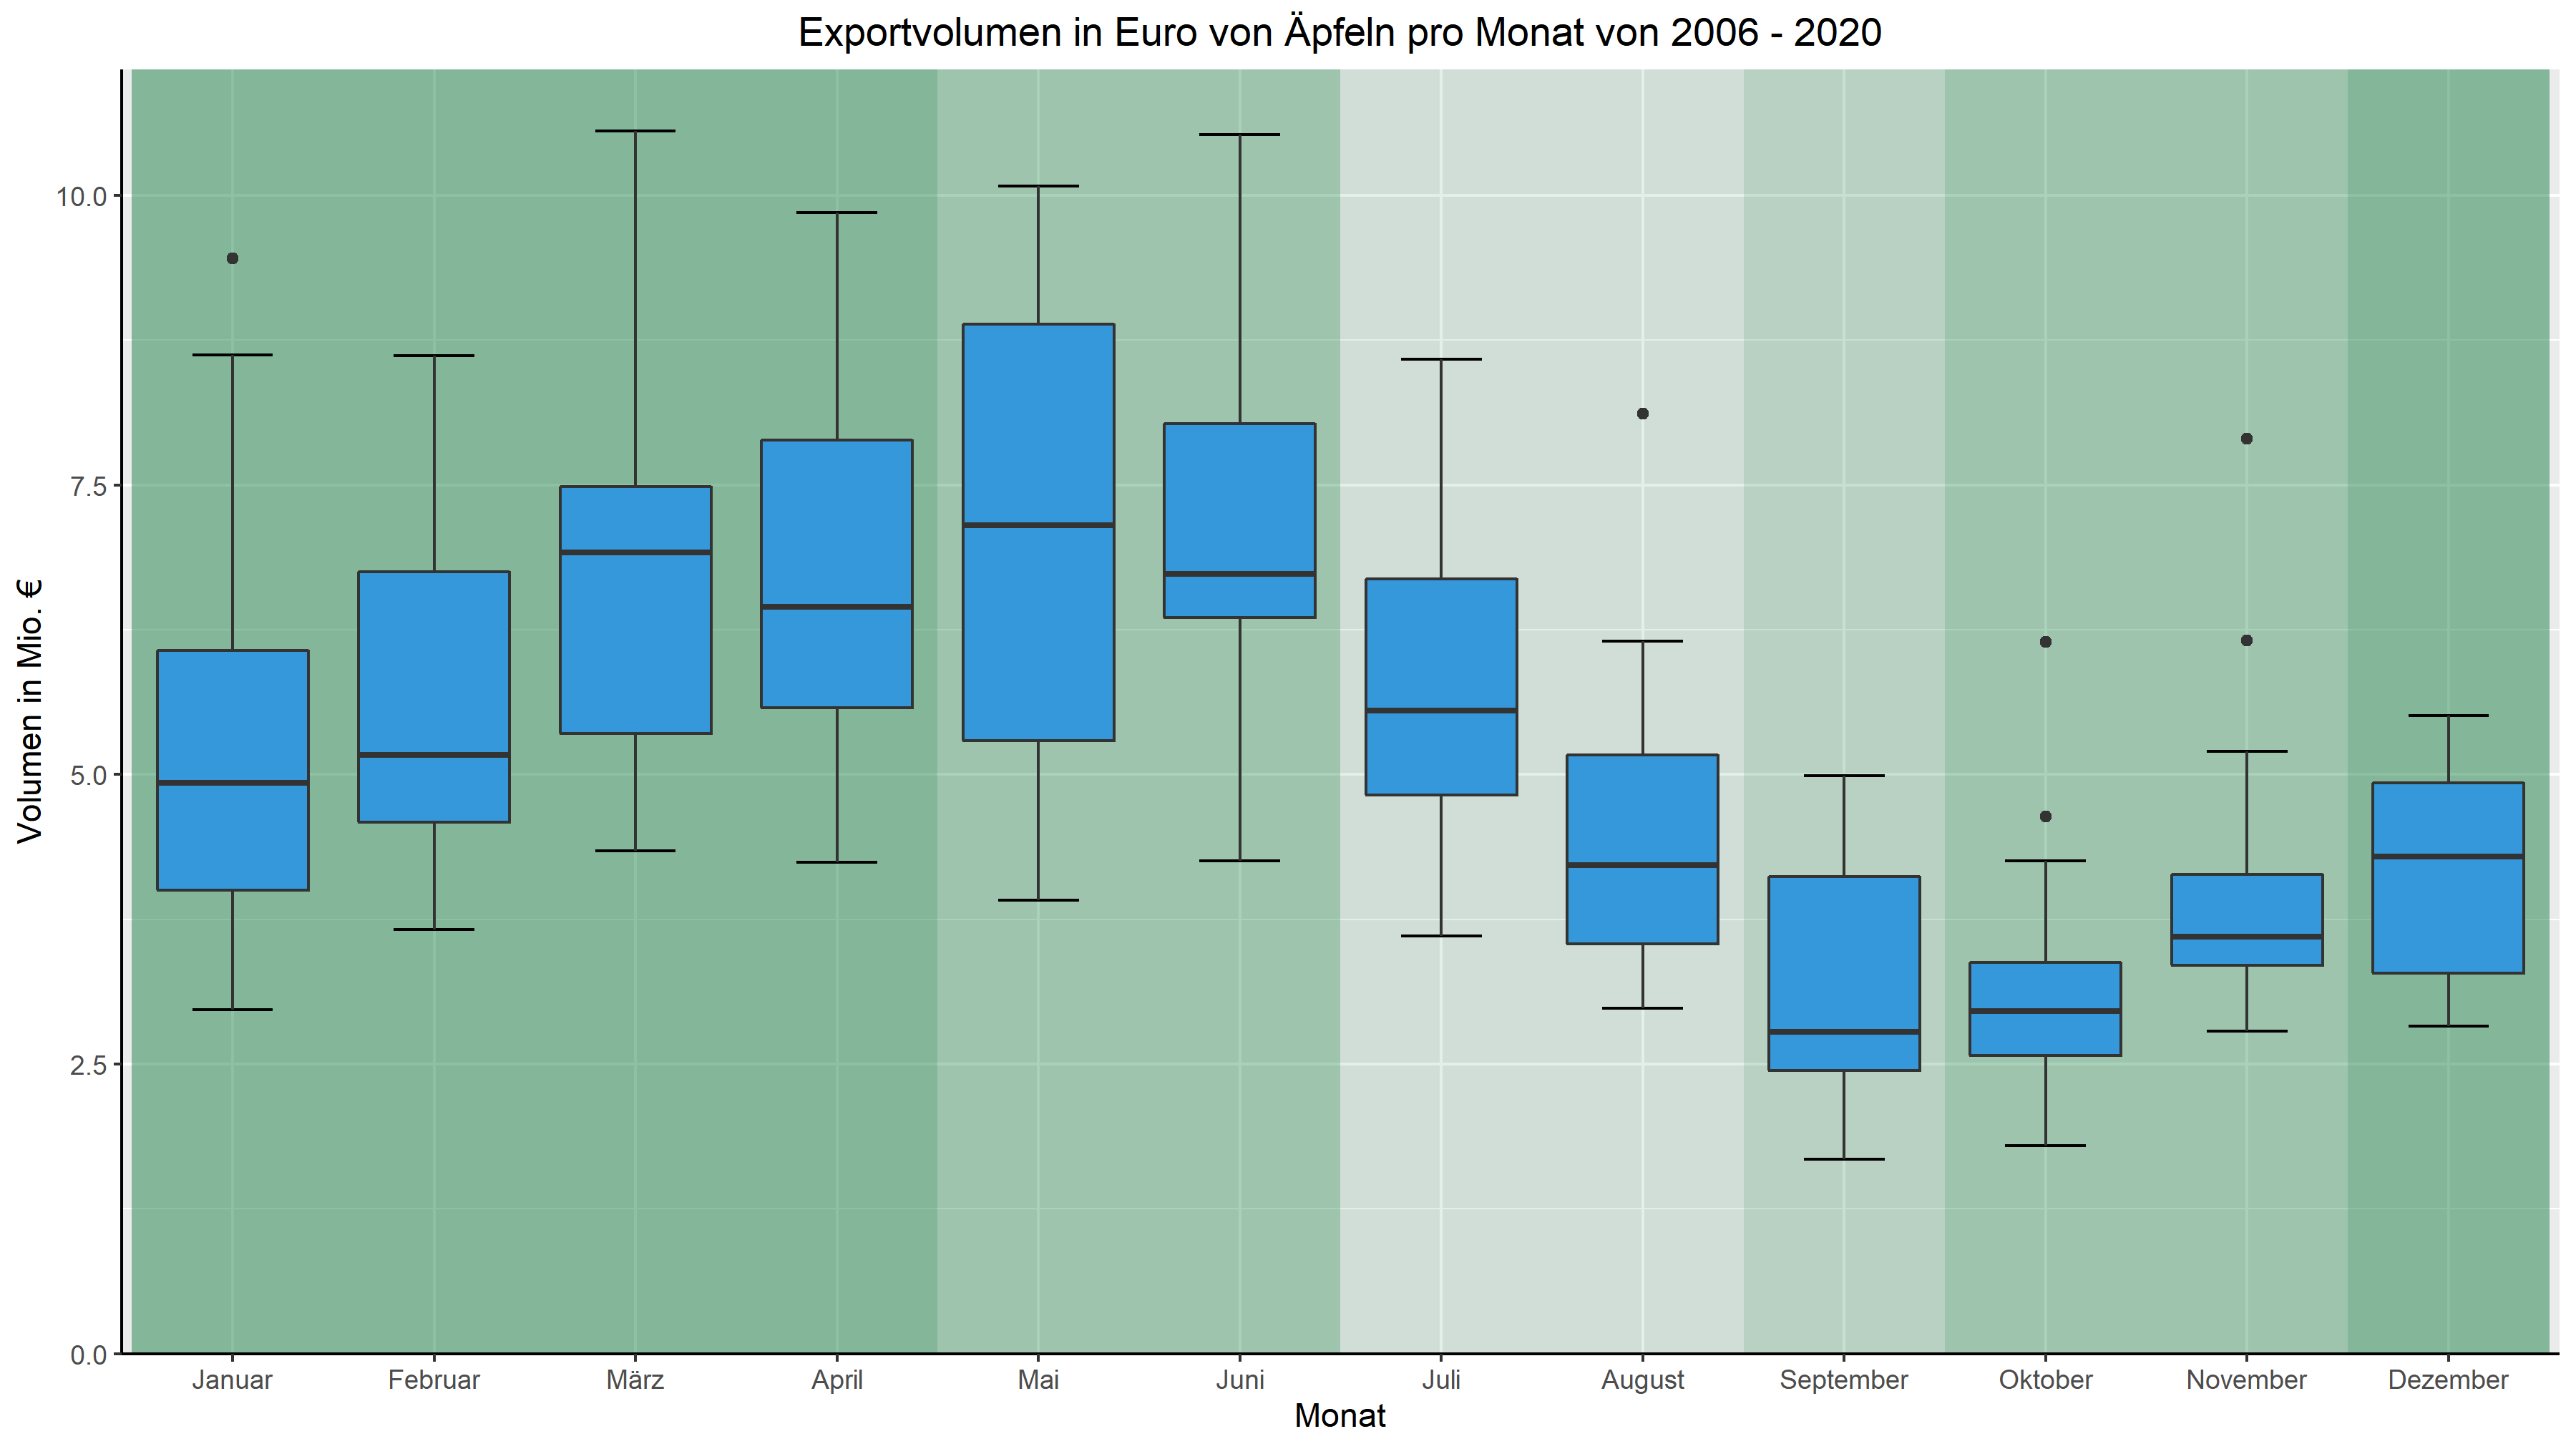 Exportvolumen in Euro von Äpfeln pro Monat von 2006 - 2020
Volumen in Mio. €
10.0
7.5
5.0
2.5
0.0
Januar Februar März April Mai Juni Juli August September Oktober November Dezember
Monat